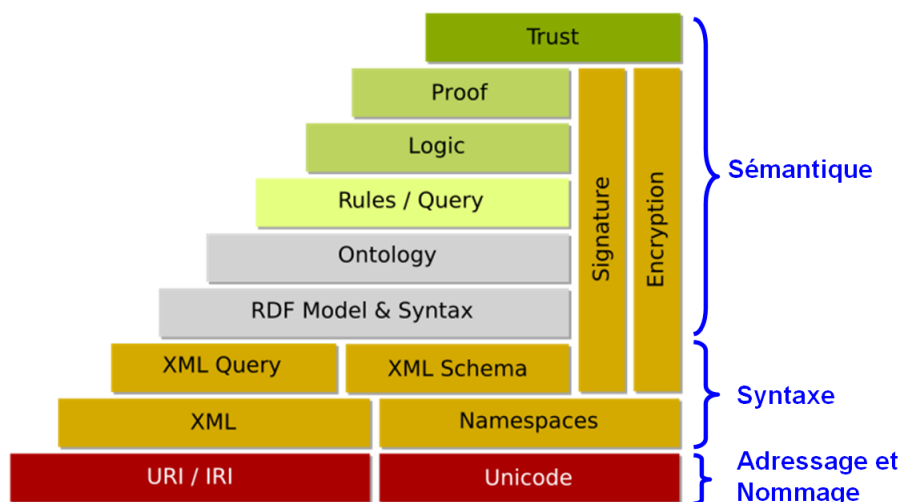 Trust
Proof
Logic
Rules / Query
Ontology
RDF Model & Syntax
Signature
Encryption
Sémantique
XML Query
XML Schema
XML
Namespaces
Syntaxe
URI / IRI
Unicode
Adressage et
Nommage